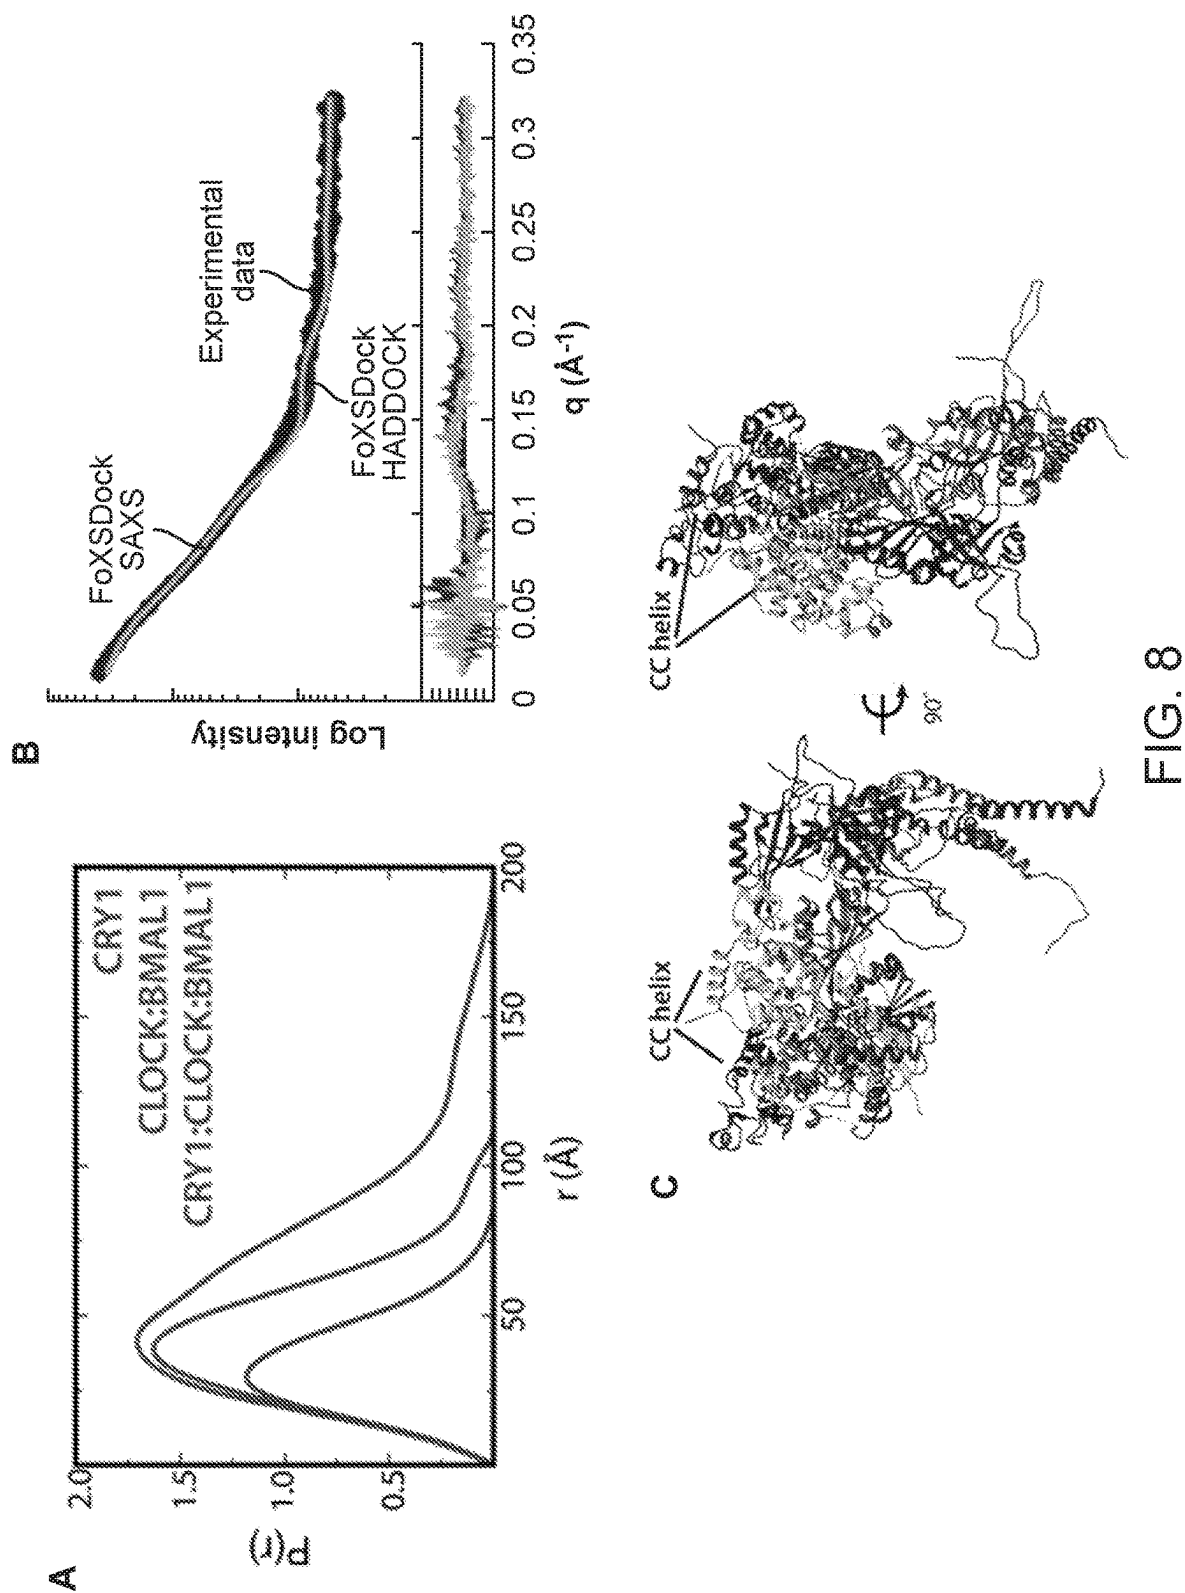 A
P(r)
2.0
1.5
1.0
0.5
CRY1
CLOCK:BMAL1
CRY1:CLOCK:BMAL1
50
100
150
200
r (Å)
B
Log intensity
FoXSDock
SAXS
Experimental
data
FoXSDock
HADDOCK
0
0.05
0.1
0.15
0.2
0.25
0.3
0.35
q (Å⁻¹)
C
CC helix
90°
CC helix
FIG. 8